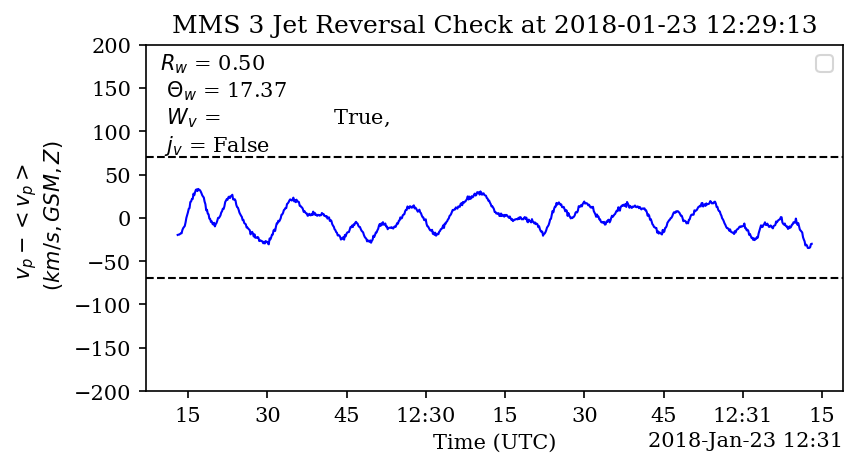 MMS 3 Jet Reversal Check at 2018-01-23 12:29:13
R_w = 0.50
Θ_w = 17.37
W_v = True,
j_v = False
200
150
100
50
0
−50
−100
−150
−200
v_p − < v_p >
(km/s, GSM, Z)
15 30 45 12:30 15 30 45 12:31 15
Time (UTC)
2018-Jan-23 12:31